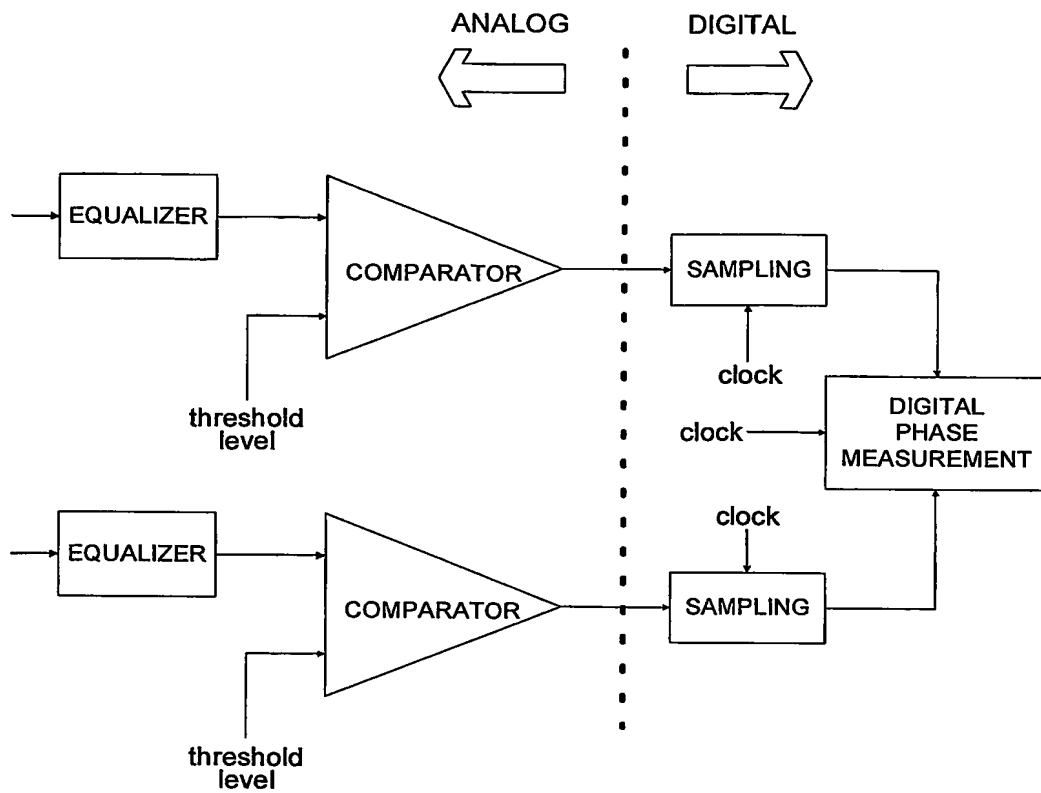 ANALOG
DIGITAL
EQUALIZER
COMPARATOR
SAMPLING
threshold
level
clock
clock
DIGITAL
PHASE
MEASUREMENT
clock
EQUALIZER
COMPARATOR
SAMPLING
threshold
level